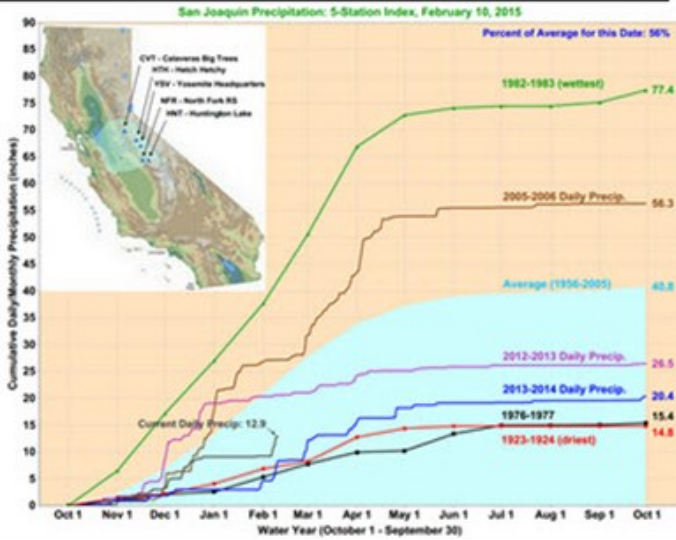 San Joaquin Precipitation: 5-Station Index, February 10, 2015
Percent of Average for this Date: 56%
CVT - Calaveras Big Trees
HTH - Hetch Hetchy
YSV - Yosemite Headquarters
NFR - North Fork RS
HNT - Huntington Lake
1982-1983 (wettest)
77.4
2005-2006 Daily Precip.
56.3
Average (1956-2005)
40.8
2012-2013 Daily Precip.
26.5
2013-2014 Daily Precip.
20.4
Current Daily Precip: 12.9
1976-1977
15.4
1923-1924 (driest)
14.8
Cumulative Daily/Monthly Precipitation (inches)
90
85
80
75
70
65
60
55
50
45
40
35
30
25
20
15
10
5
0
Oct 1 Nov 1 Dec 1 Jan 1 Feb 1 Mar 1 Apr 1 May 1 Jun 1 Jul 1 Aug 1 Sep 1 Oct 1
Water Year (October 1 - September 30)